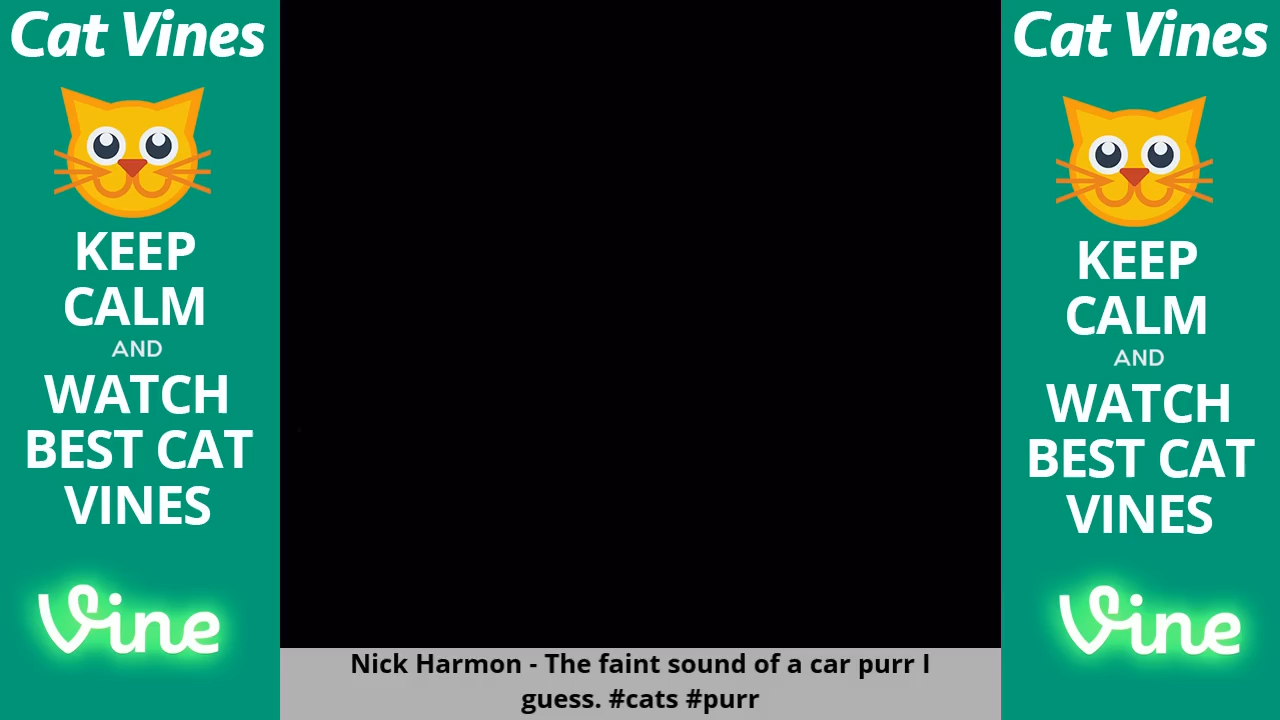 Cat Vines
KEEP
CALM
AND
WATCH
BEST CAT
VINES
Vine
Nick Harmon - The faint sound of a car purr I
guess. #cats #purr
Cat Vines
KEEP
CALM
AND
WATCH
BEST CAT
VINES
Vine